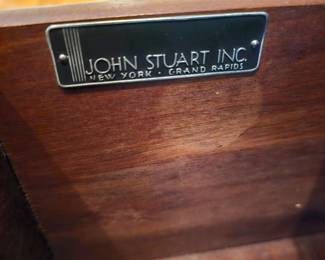 JOHN STUART INC.
NEW YORK · GRAND RAPIDS